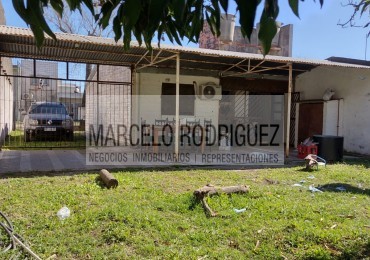 MARCELO RODRIGUEZ
NEGOCIOS INMOBILIARIOS | REPRESENTACIONES